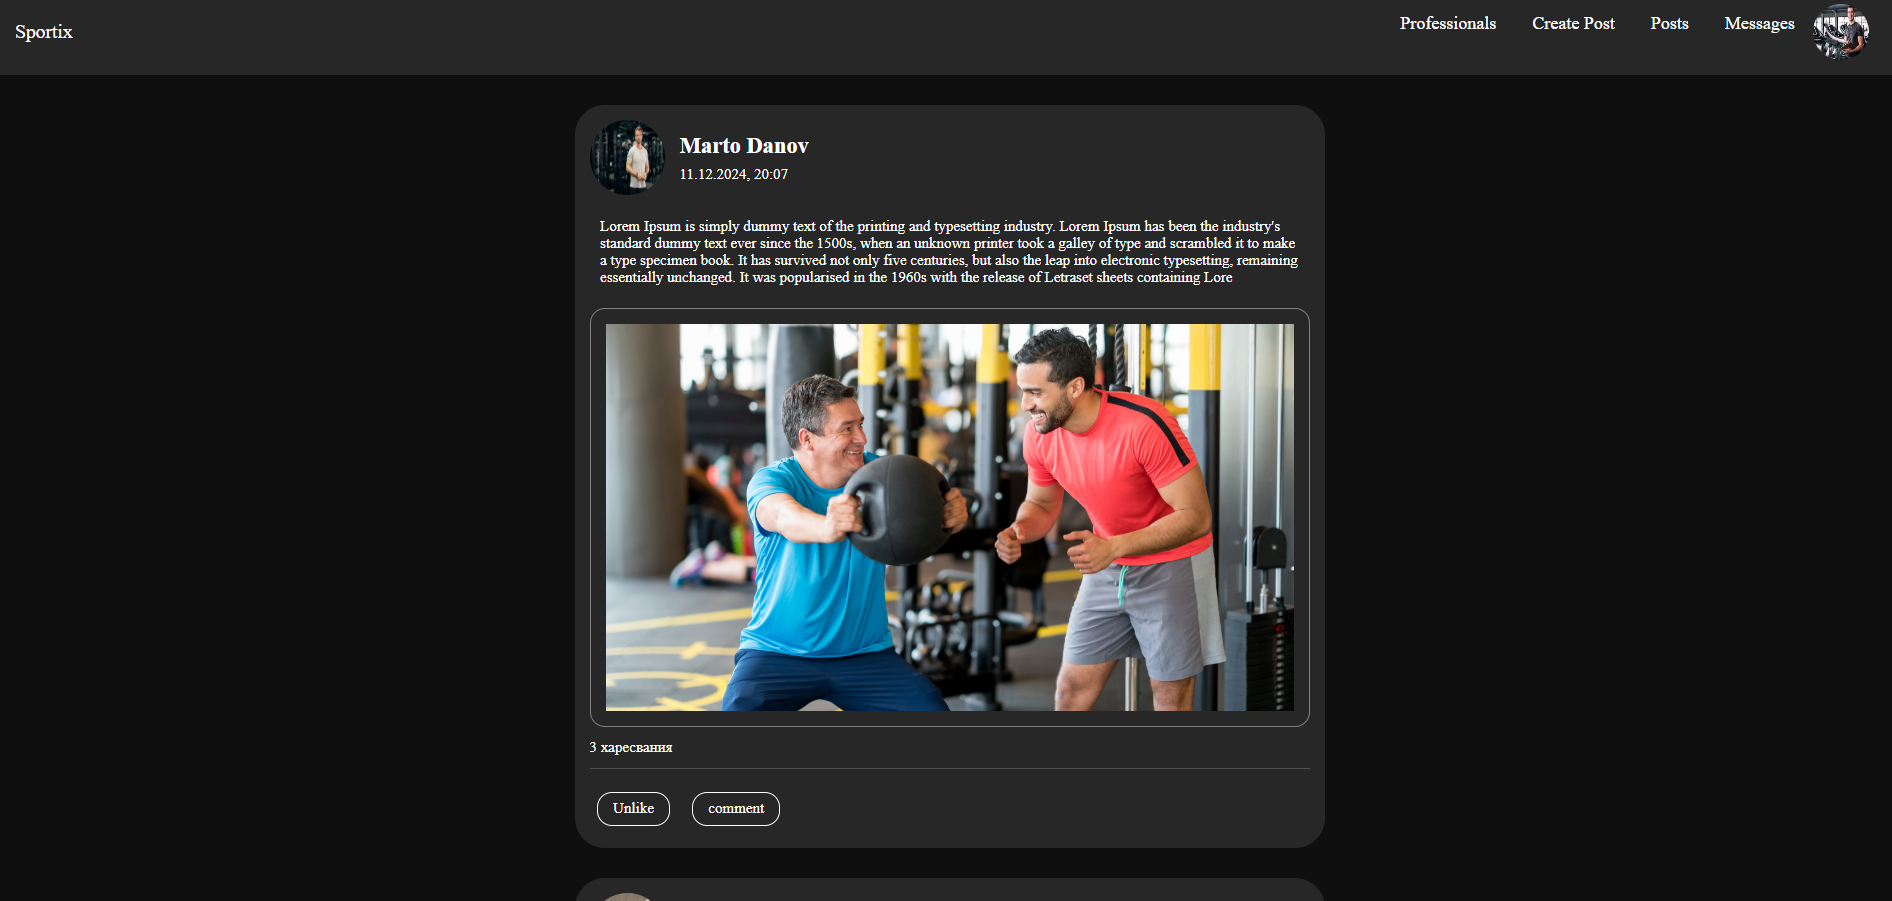 Sportix
Professionals
Create Post
Posts
Messages
Marto Danov
11.12.2024, 20:07
Lorem Ipsum is simply dummy text of the printing and typesetting industry. Lorem Ipsum has been the industry's
standard dummy text ever since the 1500s, when an unknown printer took a galley of type and scrambled it to make
a type specimen book. It has survived not only five centuries, but also the leap into electronic typesetting, remaining
essentially unchanged. It was popularised in the 1960s with the release of Letraset sheets containing Lore
3 харесвания
Unlike
comment